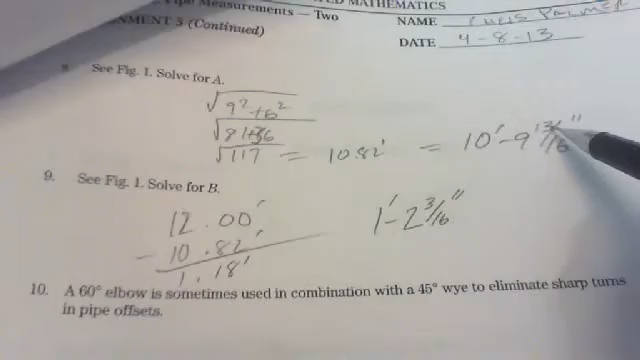 Pipe Measurements — Two
MATHEMATICS
NMENT 3 (Continued)
NAME
DATE 4-8-13
See Fig. 1. Solve for A.
√9²+6²
√81+36
√117 = 10.82' = 10'-9 13/16"
9. See Fig. 1. Solve for B.
12.00'
- 10.82'
1.18'
1'-2 3/16"
10. A 60° elbow is sometimes used in combination with a 45° wye to eliminate sharp turns
in pipe offsets.